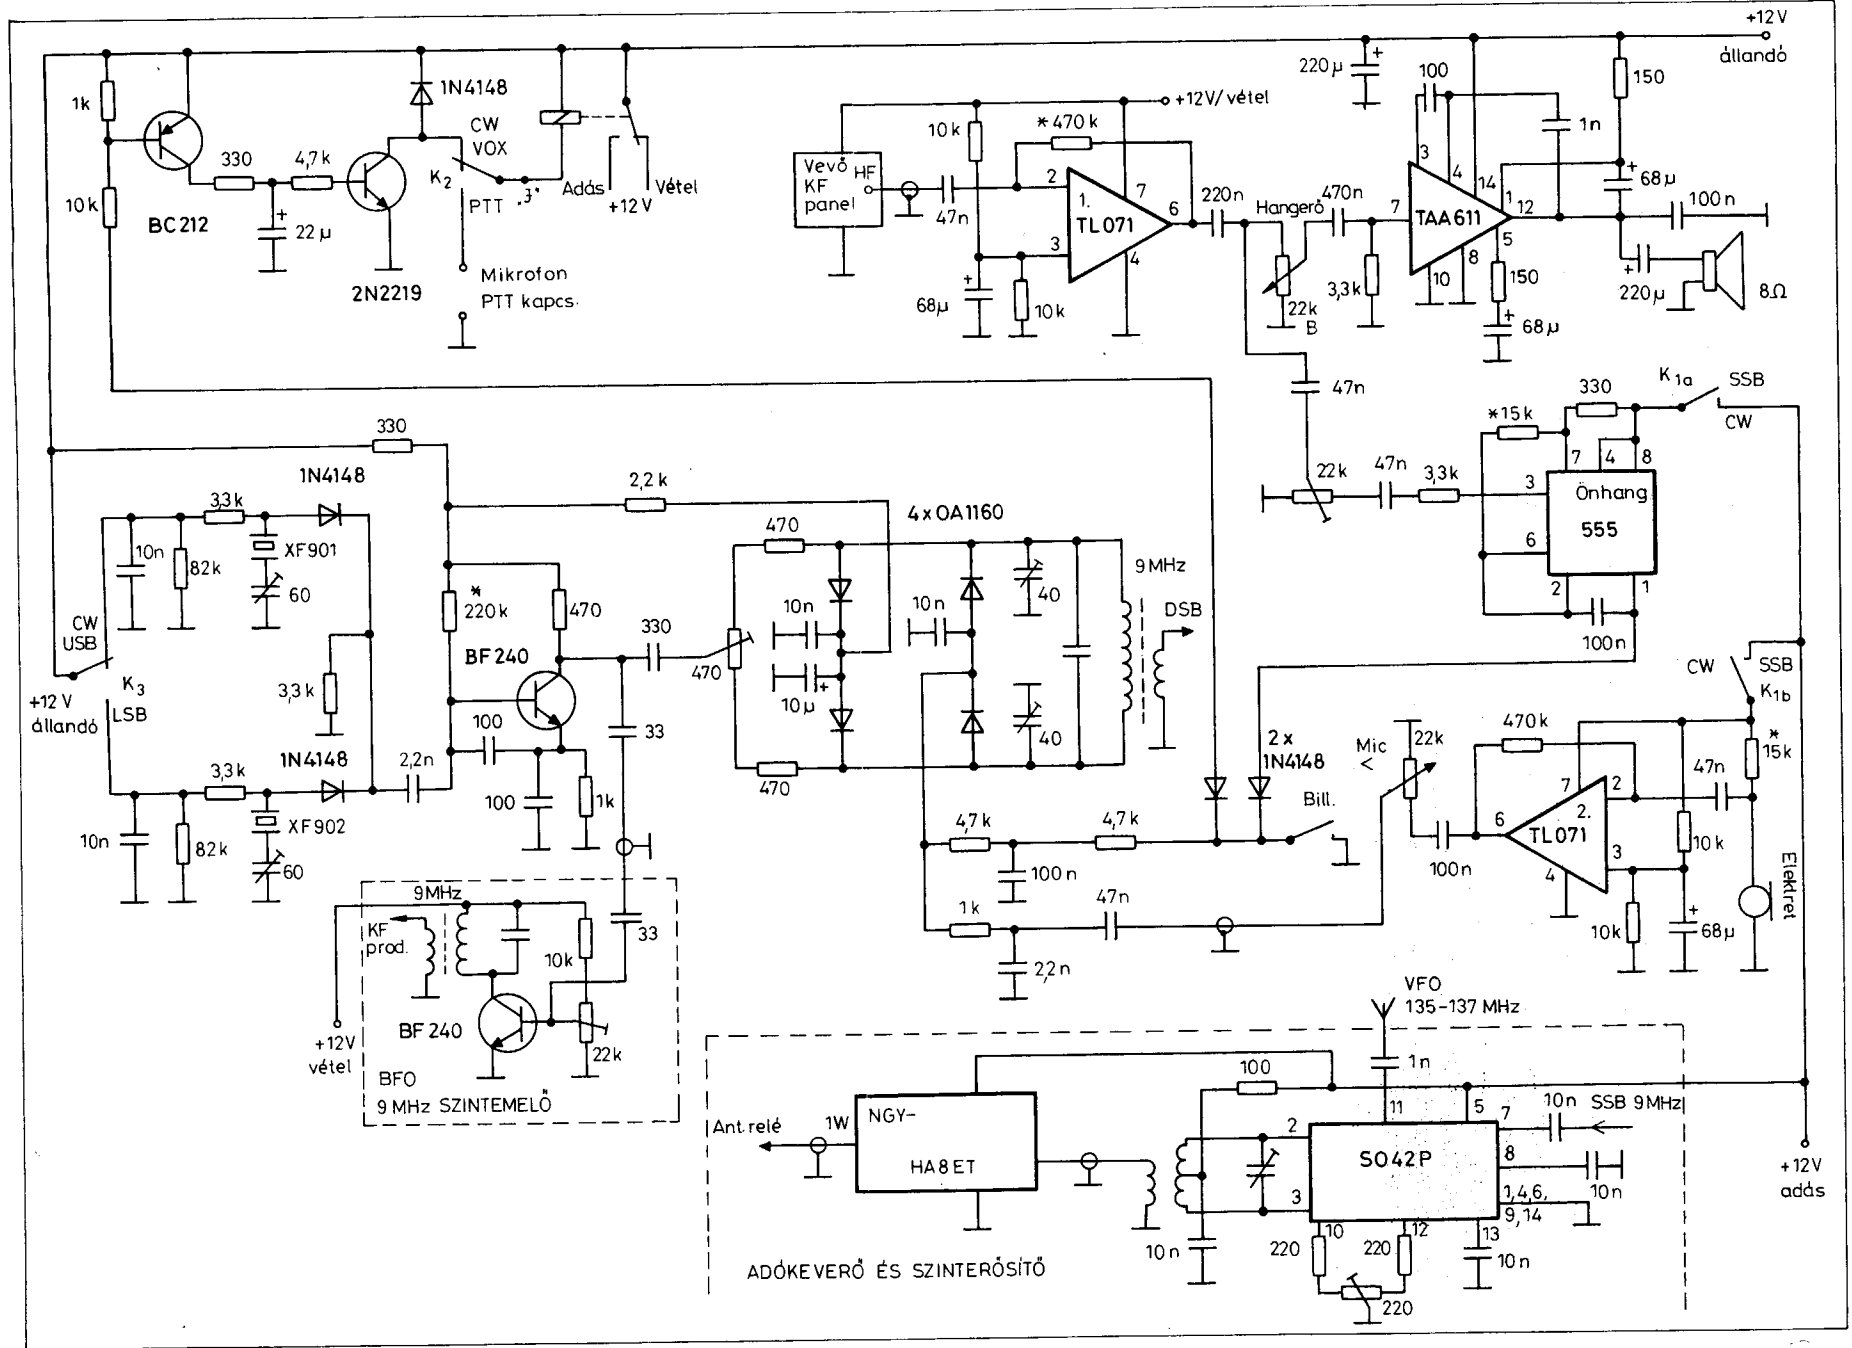 +12V
állandó
1k
1N4148
CW
VOX
K2
PTT
"J"
Adás
Vétel
+12V
330
4,7k
BC212
10k
22µ
2N2219
Mikrofon
PTT kapcs.
220µ
+
100
150
1n
+12V/vétel
10k
*470k
Vevő
KF
panel
HF
47n
2
7
1.
TL071
6
3
4
68µ
10k
220n
Hangerő
470n
22k
B
3,3k
3
4
14
1
7
TAA611
12
5
8
10
68µ
100n
150
220µ
8Ω
68µ
47n
330
K1a
SSB
CW
*15k
7
4
8
22k
47n
3,3k
3
Önhang
555
6
2
1
100n
330
1N4148
3,3k
2,2k
4xOA1160
10n
82k
XF901
60
470
*
220k
470
9MHz
40
DSB
10n
10n
CW
USB
K3
LSB
+12V
állandó
3,3k
BF240
330
470
10µ
+
33
40
1N4148
2,2n
100
100
1k
470
3,3k
10n
82k
XF902
60
2x
1N4148
Bill.
Mic
<
22k
470k
CW
SSB
K1b
*
15k
47n
7
2
2.
TL071
6
3
4
10k
100n
10k
68µ
Elektret
4,7k
4,7k
100n
1k
47n
2,2n
9MHz
KF
prod.
10k
33
BF240
22k
+12V
vétel
BFO
9MHz SZINTEMELŐ
VFO
135-137 MHz
1n
100
11
5
7
10n
SSB 9MHz
Ant.relé
1W
NGY-
HA8ET
2
SO42P
8
10n
3
1,4,6,
9,14
10
12
13
10n
220
220
220
10n
+12V
adás
ADÓKEVERŐ ÉS SZINTERŐSÍTŐ